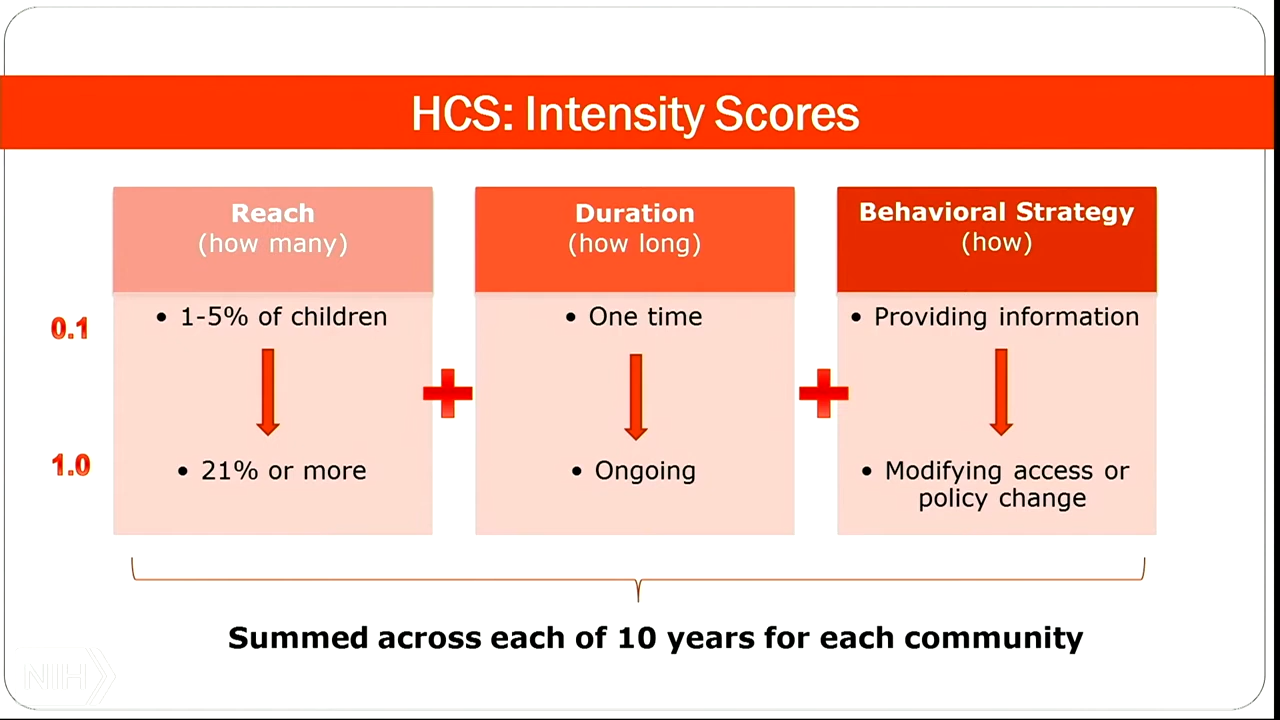 HCS: Intensity Scores
Reach
(how many)
Duration
(how long)
Behavioral Strategy
(how)
0.1
• 1-5% of children
• One time
• Providing information
1.0
• 21% or more
• Ongoing
• Modifying access or
policy change
Summed across each of 10 years for each community
NIH